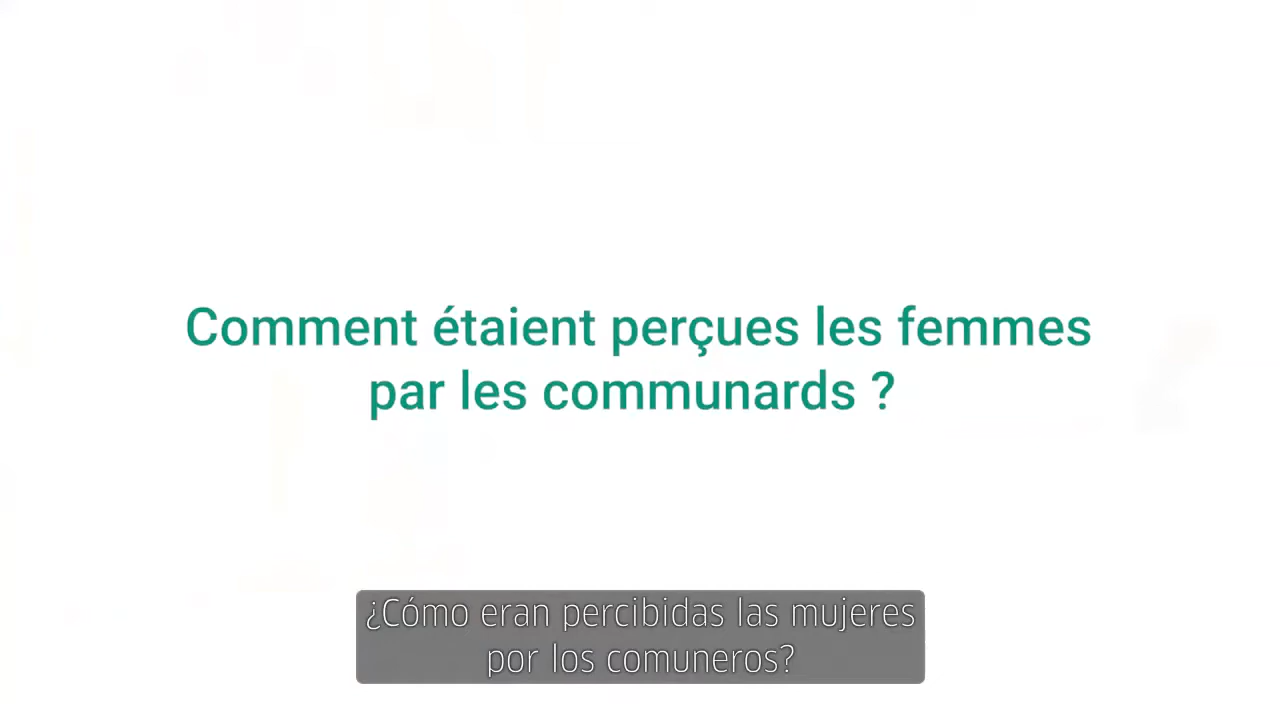 Comment étaient perçues les femmes
par les communards ?
¿Cómo eran percibidas las mujeres
por los comuneros?